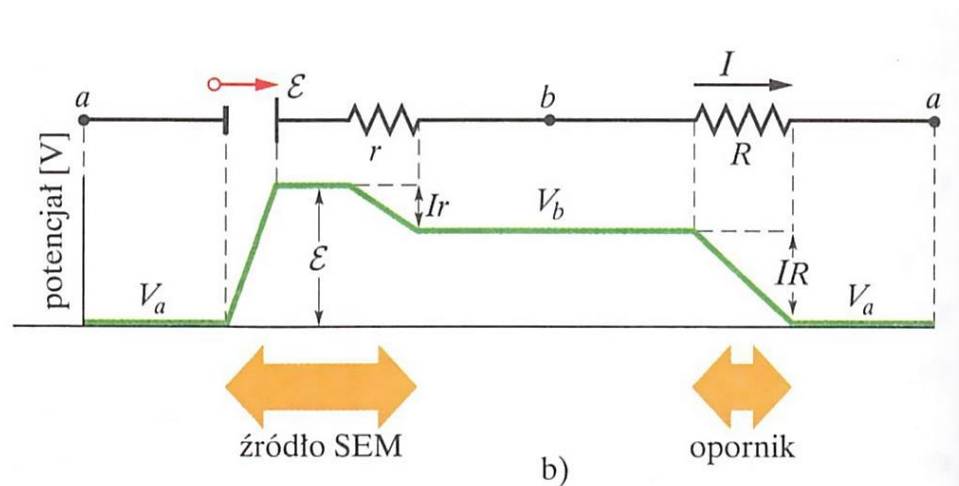 a
ℰ
b
I
a
r
R
potencjał [V]
V_a
ℰ
Ir
V_b
IR
V_a
źródło SEM
opornik
b)